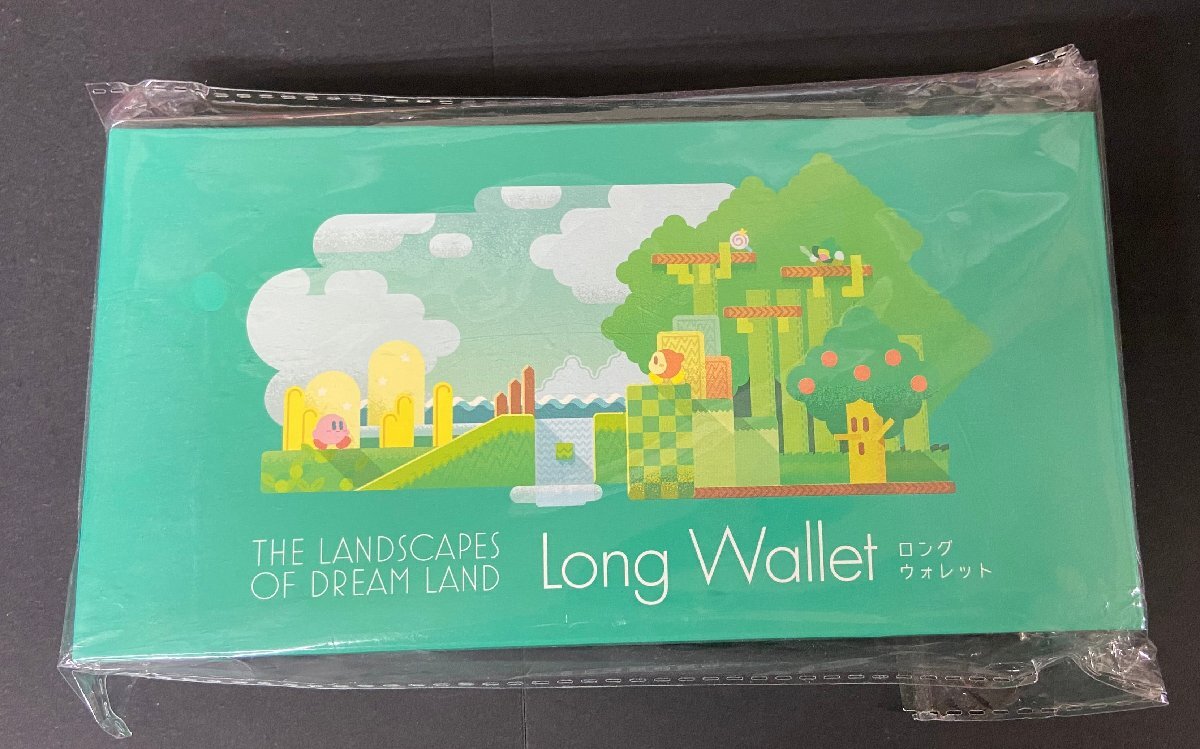 THE LANDSCAPES
OF DREAM LAND
Long Wallet
ロング
ウォレット